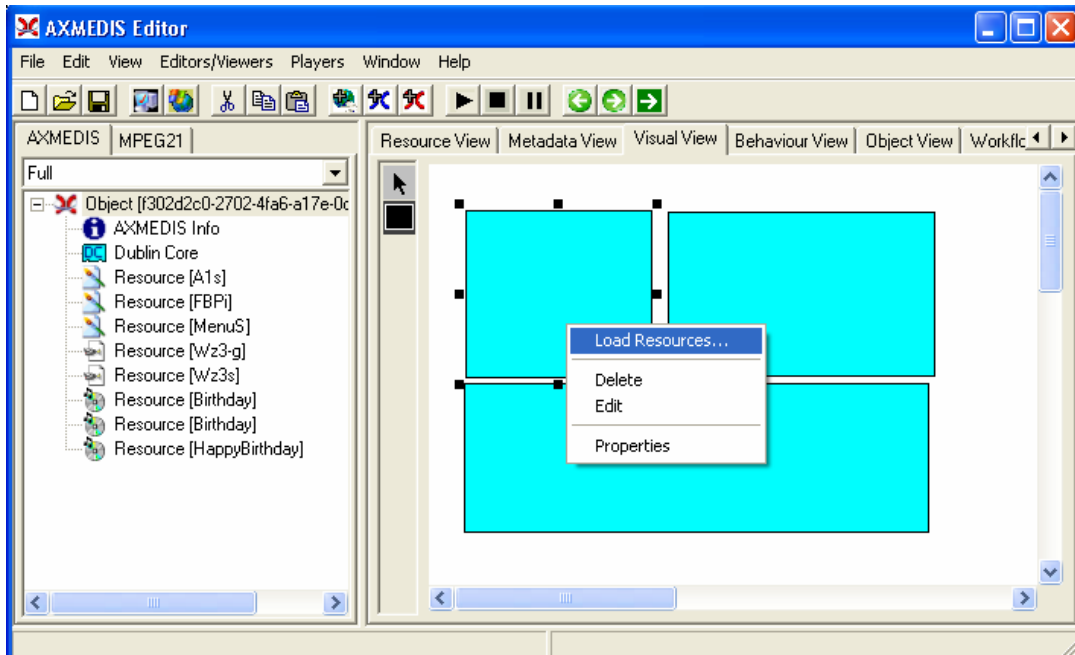 AXMEDIS Editor
File Edit View Editors/Viewers Players Window Help
AXMEDIS MPEG21
Full
Object [f302d2c0-2702-4fa6-a17e-0c
AXMEDIS Info
DC Dublin Core
Resource [A1s]
Resource [FBPi]
Resource [MenuS]
Resource [Wz3-g]
Resource [Wz3s]
Resource [Birthday]
Resource [Birthday]
Resource [HappyBirthday]
Resource View Metadata View Visual View Behaviour View Object View Workflc
Load Resources...
Delete
Edit
Properties